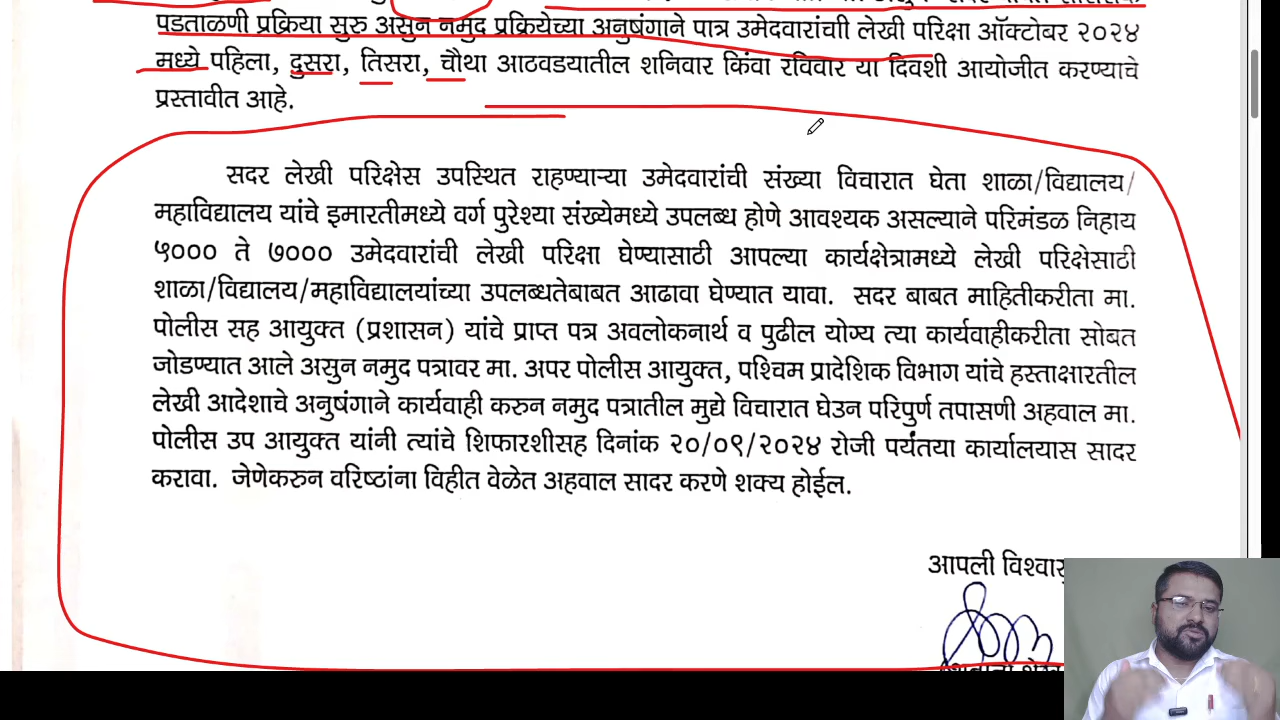 पडताळणी प्रक्रिया सुरु असुन नमुद प्रक्रियेच्या अनुषंगाने पात्र उमेदवारांचाी लेखी परिक्षा ऑक्टोबर २०२४
मध्ये पहिला, दुसरा, तिसरा, चौथा आठवडयातील शनिवार किंवा रविवार या दिवशी आयोजीत करण्याचे
प्रस्तावीत आहे.
सदर लेखी परिक्षेस उपस्थित राहण्याऱ्या उमेदवारांची संख्या विचारात घेता शाळा/विद्यालय/
महाविद्यालय यांचे इमारतीमध्ये वर्ग पुरेश्या संख्येमध्ये उपलब्ध होणे आवश्यक असल्याने परिमंडळ निहाय
५००० ते ७००० उमेदवारांची लेखी परिक्षा घेण्यासाठी आपल्या कार्यक्षेत्रामध्ये लेखी परिक्षेसाठी
शाळा/विद्यालय/महाविद्यालयांच्या उपलब्धतेबाबत आढावा घेण्यात यावा. सदर बाबत माहितीकरीता मा.
पोलीस सह आयुक्त (प्रशासन) यांचे प्राप्त पत्र अवलोकनार्थ व पुढील योग्य त्या कार्यवाहीकरीता सोबत
जोडण्यात आले असुन नमुद पत्रावर मा. अपर पोलीस आयुक्त, पश्चिम प्रादेशिक विभाग यांचे हस्ताक्षारतील
लेखी आदेशाचे अनुषंगाने कार्यवाही करुन नमुद पत्रातील मुद्ये विचारात घेउन परिपुर्ण तपासणी अहवाल मा.
पोलीस उप आयुक्त यांनी त्यांचे शिफारशीसह दिनांक २०/०९/२०२४ रोजी पर्यंतया कार्यालयास सादर
करावा. जेणेकरुन वरिष्टांना विहीत वेळेत अहवाल सादर करणे शक्य होईल.
आपली